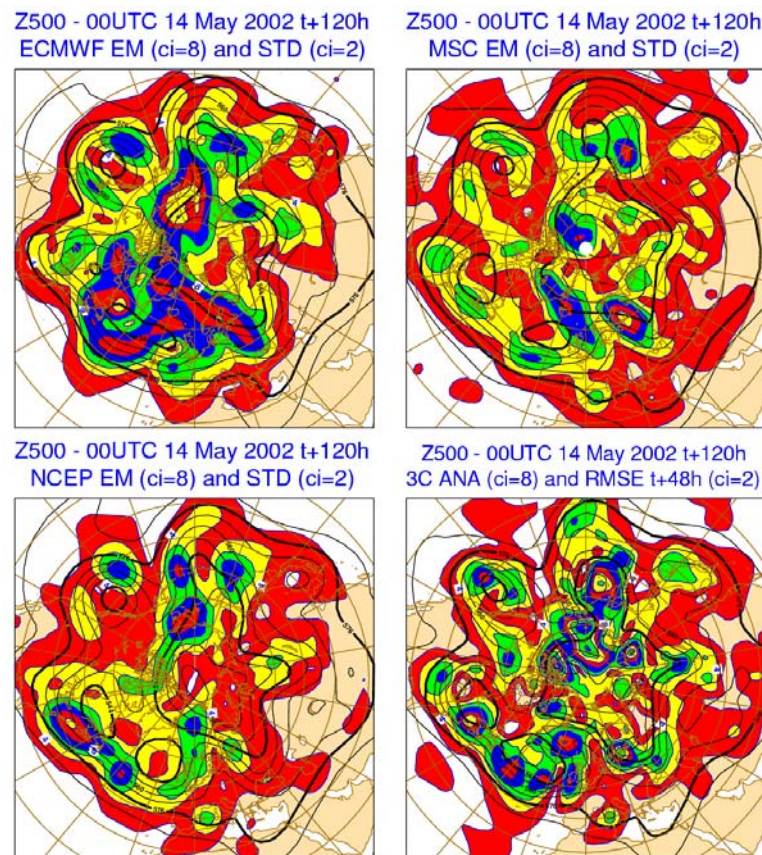 Z500 - 00UTC 14 May 2002 t+120h
ECMWF EM (ci=8) and STD (ci=2)
Z500 - 00UTC 14 May 2002 t+120h
MSC EM (ci=8) and STD (ci=2)
Z500 - 00UTC 14 May 2002 t+120h
NCEP EM (ci=8) and STD (ci=2)
Z500 - 00UTC 14 May 2002 t+120h
3C ANA (ci=8) and RMSE t+48h (ci=2)